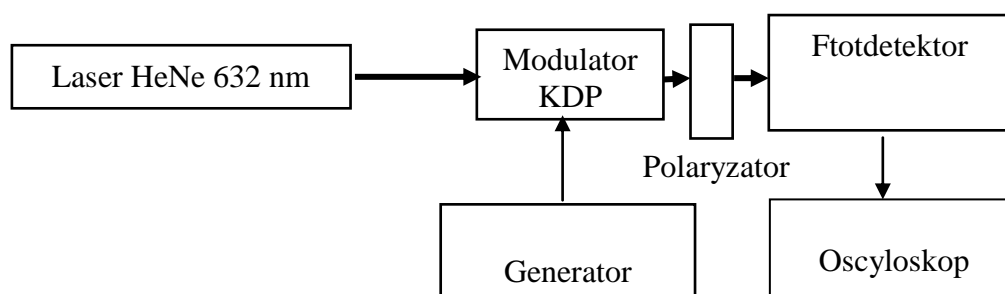 Laser HeNe 632 nm
Modulator
KDP
Ftotdetektor
Polaryzator
Generator
Oscyloskop